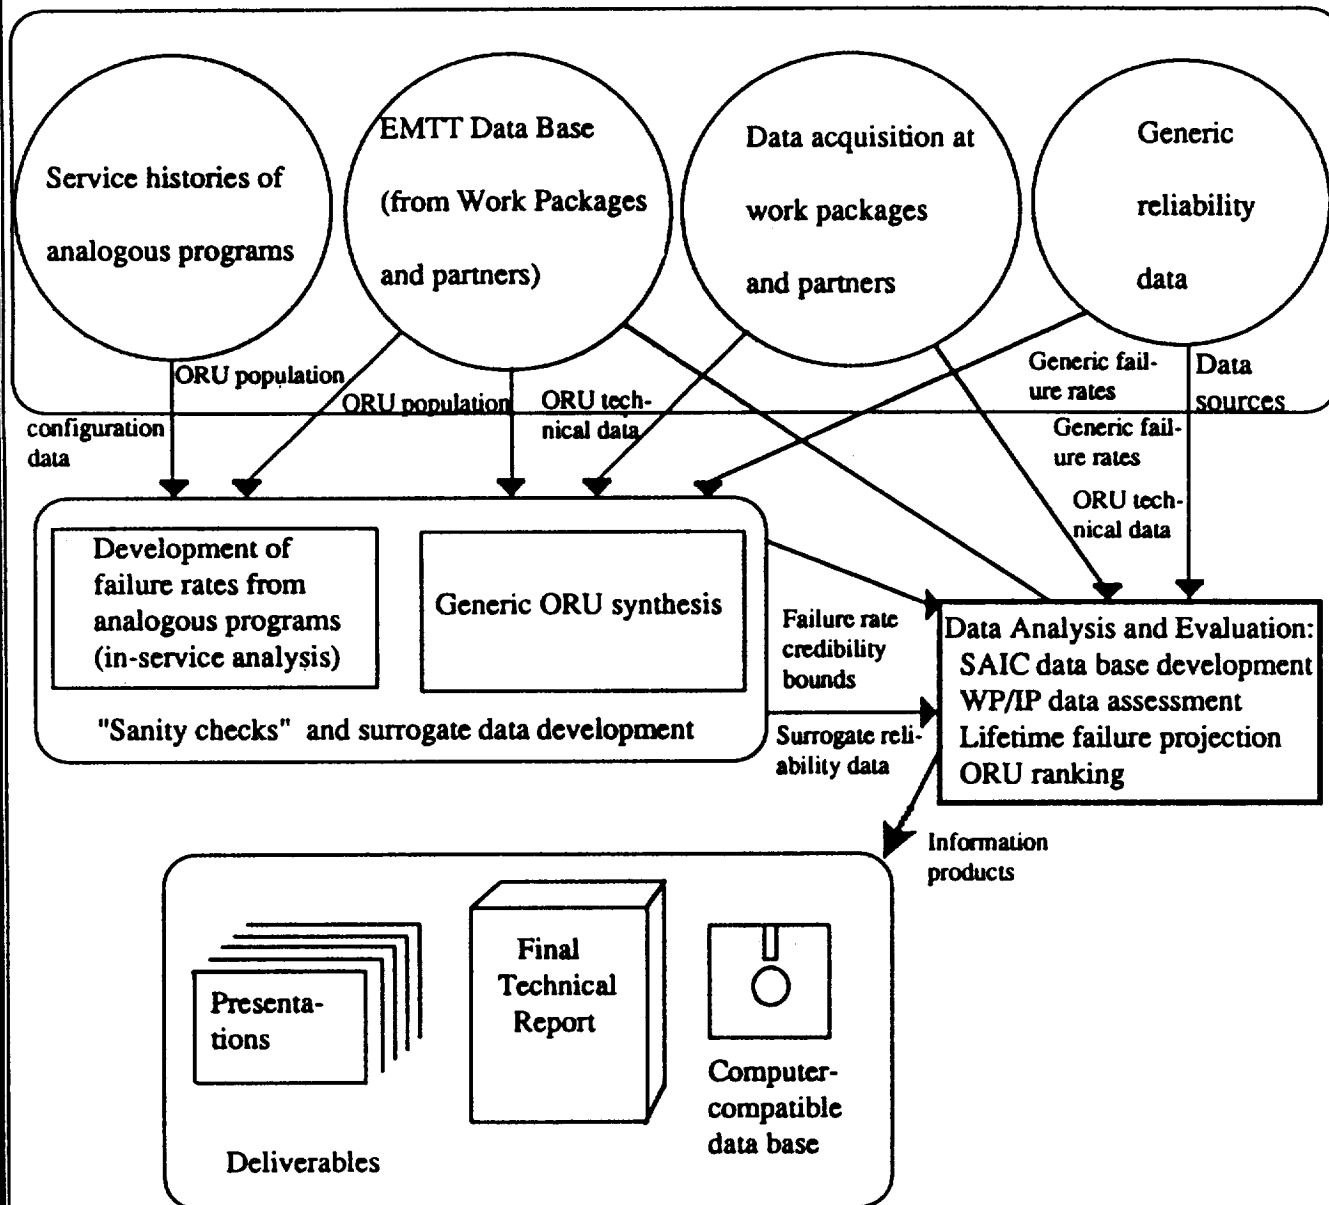 Service histories of
analogous programs
EMTT Data Base
(from Work Packages
and partners)
Data acquisition at
work packages
and partners
Generic
reliability
data
ORU population
configuration
data
ORU population
ORU tech-
nical data
Generic fail-
ure rates
Data
sources
Generic fail-
ure rates
ORU tech-
nical data
Development of
failure rates from
analogous programs
(in-service analysis)
Generic ORU synthesis
"Sanity checks" and surrogate data development
Failure rate
credibility
bounds
Surrogate reli-
ability data
Data Analysis and Evaluation:
SAIC data base development
WP/IP data assessment
Lifetime failure projection
ORU ranking
Information
products
Presenta-
tions
Final
Technical
Report
Computer-
compatible
data base
Deliverables